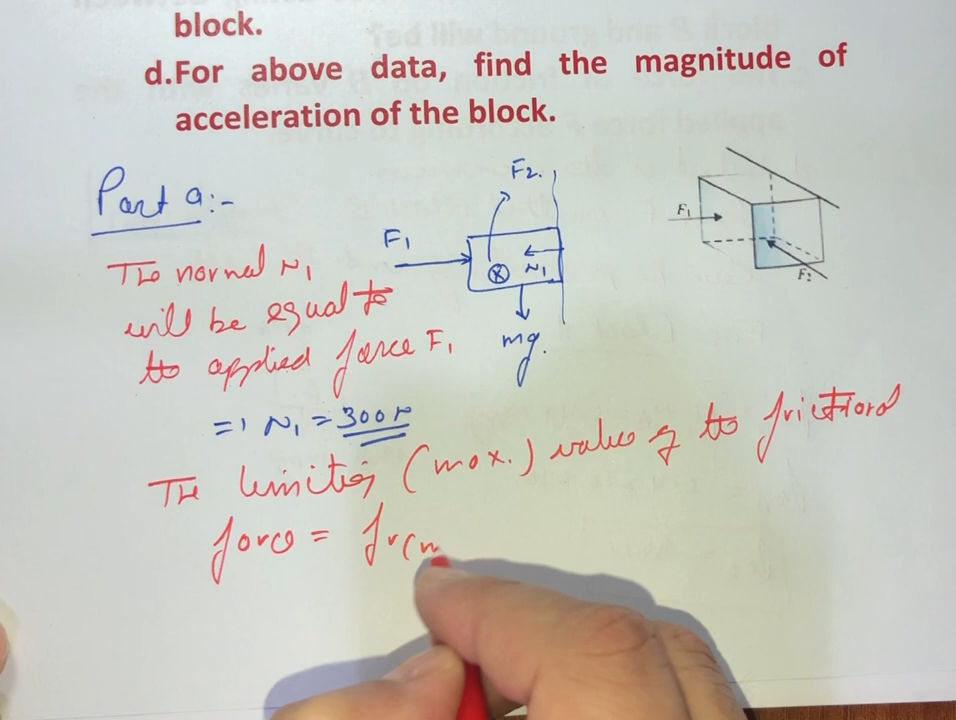 block.
d.For above data, find the magnitude of
acceleration of the block.
Part a:-
F2.
F1
N1
mg.
F1
F2
The normal N1
will be equal to
to applied force F1
=) N1 = 300N
The limiting (max.) value of the frictional
force = fr(m